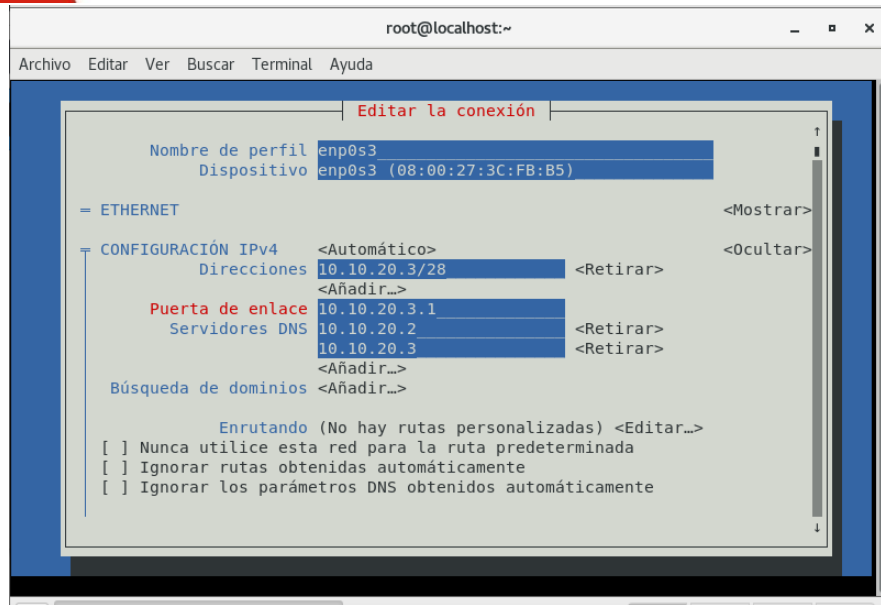 root@localhost:~
Archivo Editar Ver Buscar Terminal Ayuda
Editar la conexión
Nombre de perfil enp0s3
Dispositivo enp0s3 (08:00:27:3C:FB:B5)
= ETHERNET <Mostrar>
CONFIGURACIÓN IPv4 <Automático> <Ocultar>
Direcciones 10.10.20.3/28 <Retirar>
<Añadir…>
Puerta de enlace 10.10.20.3.1
Servidores DNS 10.10.20.2 <Retirar>
10.10.20.3 <Retirar>
<Añadir…>
Búsqueda de dominios <Añadir…>
Enrutando (No hay rutas personalizadas) <Editar…>
[ ] Nunca utilice esta red para la ruta predeterminada
[ ] Ignorar rutas obtenidas automáticamente
[ ] Ignorar los parámetros DNS obtenidos automáticamente